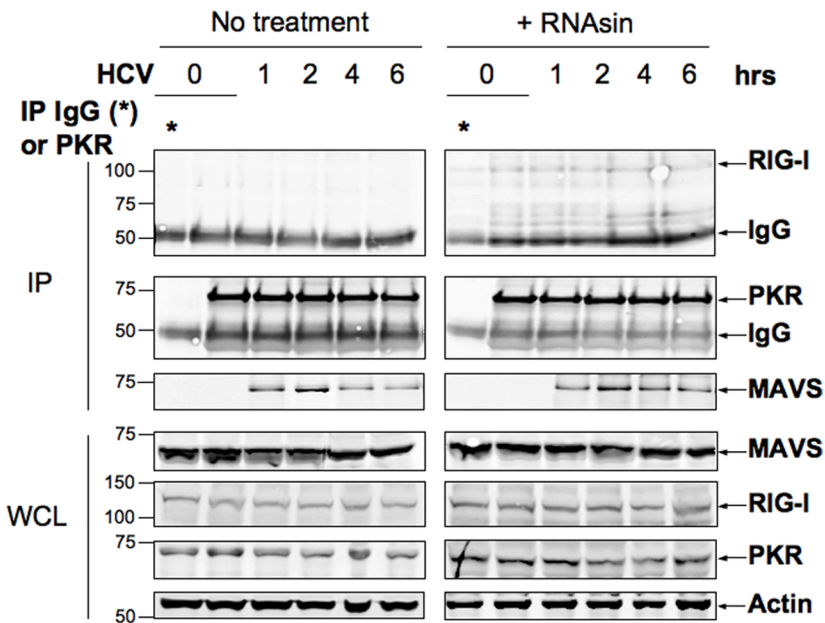 No treatment + RNAsin
HCV 0 1 2 4 6 0 1 2 4 6 hrs
IP IgG (*)
or PKR * *
100 RIG-I
75
50 IgG
IP
75 PKR
50 IgG
75 MAVS
75 MAVS
WCL
150 RIG-I
100
75 PKR
50 Actin